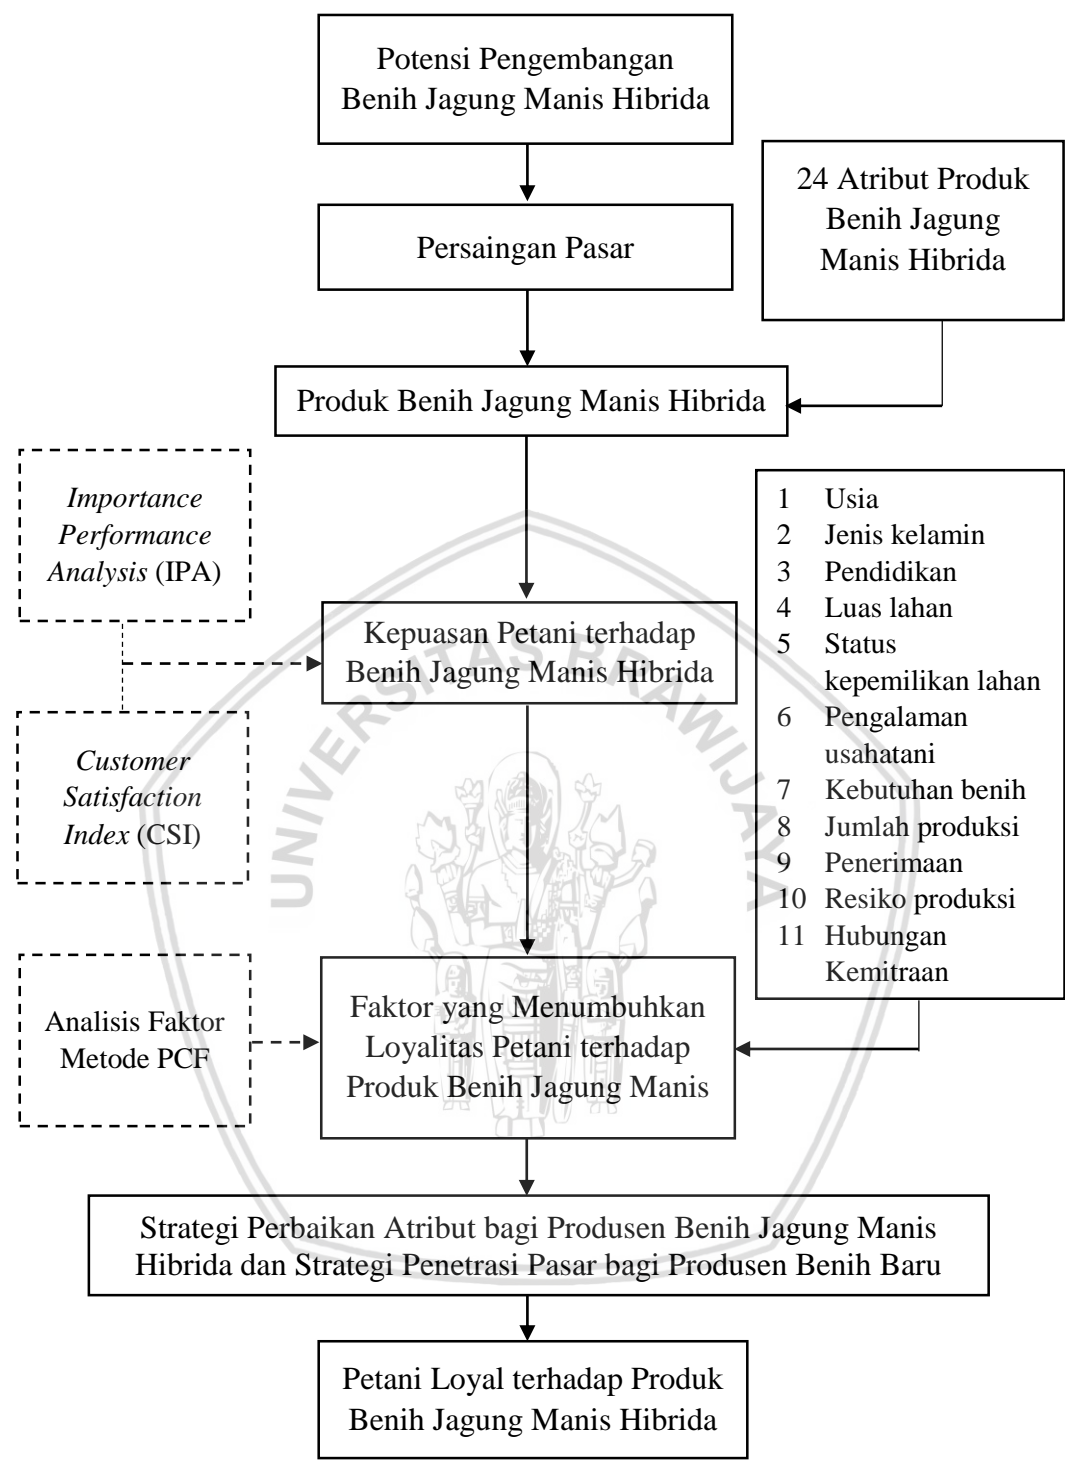 Potensi Pengembangan
Benih Jagung Manis Hibrida
24 Atribut Produk
Benih Jagung
Manis Hibrida
Persaingan Pasar
Produk Benih Jagung Manis Hibrida
Importance
Performance
Analysis (IPA)
1 Usia
2 Jenis kelamin
3 Pendidikan
4 Luas lahan
5 Status
kepemilikan lahan
6 Pengalaman
usahatani
7 Kebutuhan benih
8 Jumlah produksi
9 Penerimaan
10 Resiko produksi
11 Hubungan
Kemitraan
Kepuasan Petani terhadap
Benih Jagung Manis Hibrida
Customer
Satisfaction
Index (CSI)
UNIVERSITAS BRAWIJAYA
Analisis Faktor
Metode PCF
Faktor yang Menumbuhkan
Loyalitas Petani terhadap
Produk Benih Jagung Manis
Strategi Perbaikan Atribut bagi Produsen Benih Jagung Manis
Hibrida dan Strategi Penetrasi Pasar bagi Produsen Benih Baru
Petani Loyal terhadap Produk
Benih Jagung Manis Hibrida